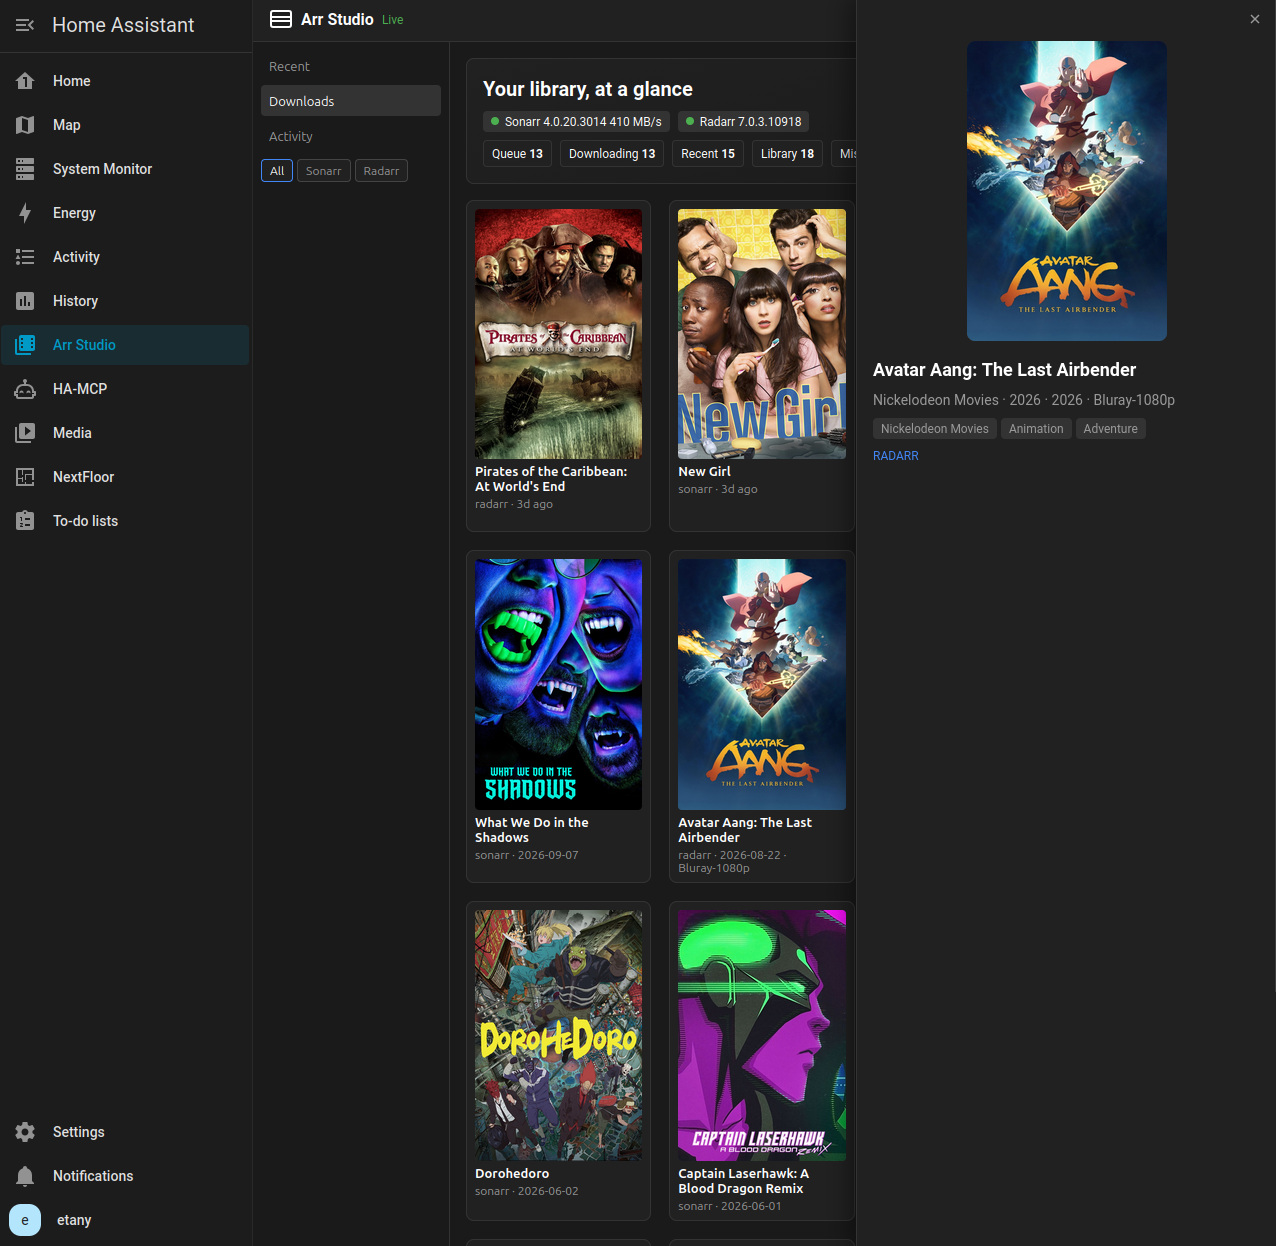 Home Assistant
Home
Map
System Monitor
Energy
Activity
History
Arr Studio
HA-MCP
Media
NextFloor
To-do lists
Settings
Notifications
e
etany
Arr Studio Live
Recent
Downloads
Activity
All Sonarr Radarr
Your library, at a glance
Sonarr 4.0.20.3014 410 MB/s Radarr 7.0.3.10918
Queue 13 Downloading 13 Recent 15 Library 18 Mis
PIRATES of the CARIBBEAN
AT WORLD'S END
Pirates of the Caribbean:
At World's End
radarr · 3d ago
New Girl
New Girl
sonarr · 3d ago
WHAT WE DO IN THE
SHADOWS
What We Do in the
Shadows
sonarr · 2026-09-07
AVATAR
AANG
THE LAST AIRBENDER
Avatar Aang: The Last
Airbender
radarr · 2026-08-22 ·
Bluray-1080p
DOROHEDORO
Dorohedoro
sonarr · 2026-06-02
CAPTAIN LASERHAWK
A BLOOD DRAGON REMIX
Captain Laserhawk: A
Blood Dragon Remix
sonarr · 2026-06-01
×
AVATAR
AANG
THE LAST AIRBENDER
Avatar Aang: The Last Airbender
Nickelodeon Movies · 2026 · 2026 · Bluray-1080p
Nickelodeon Movies Animation Adventure
RADARR